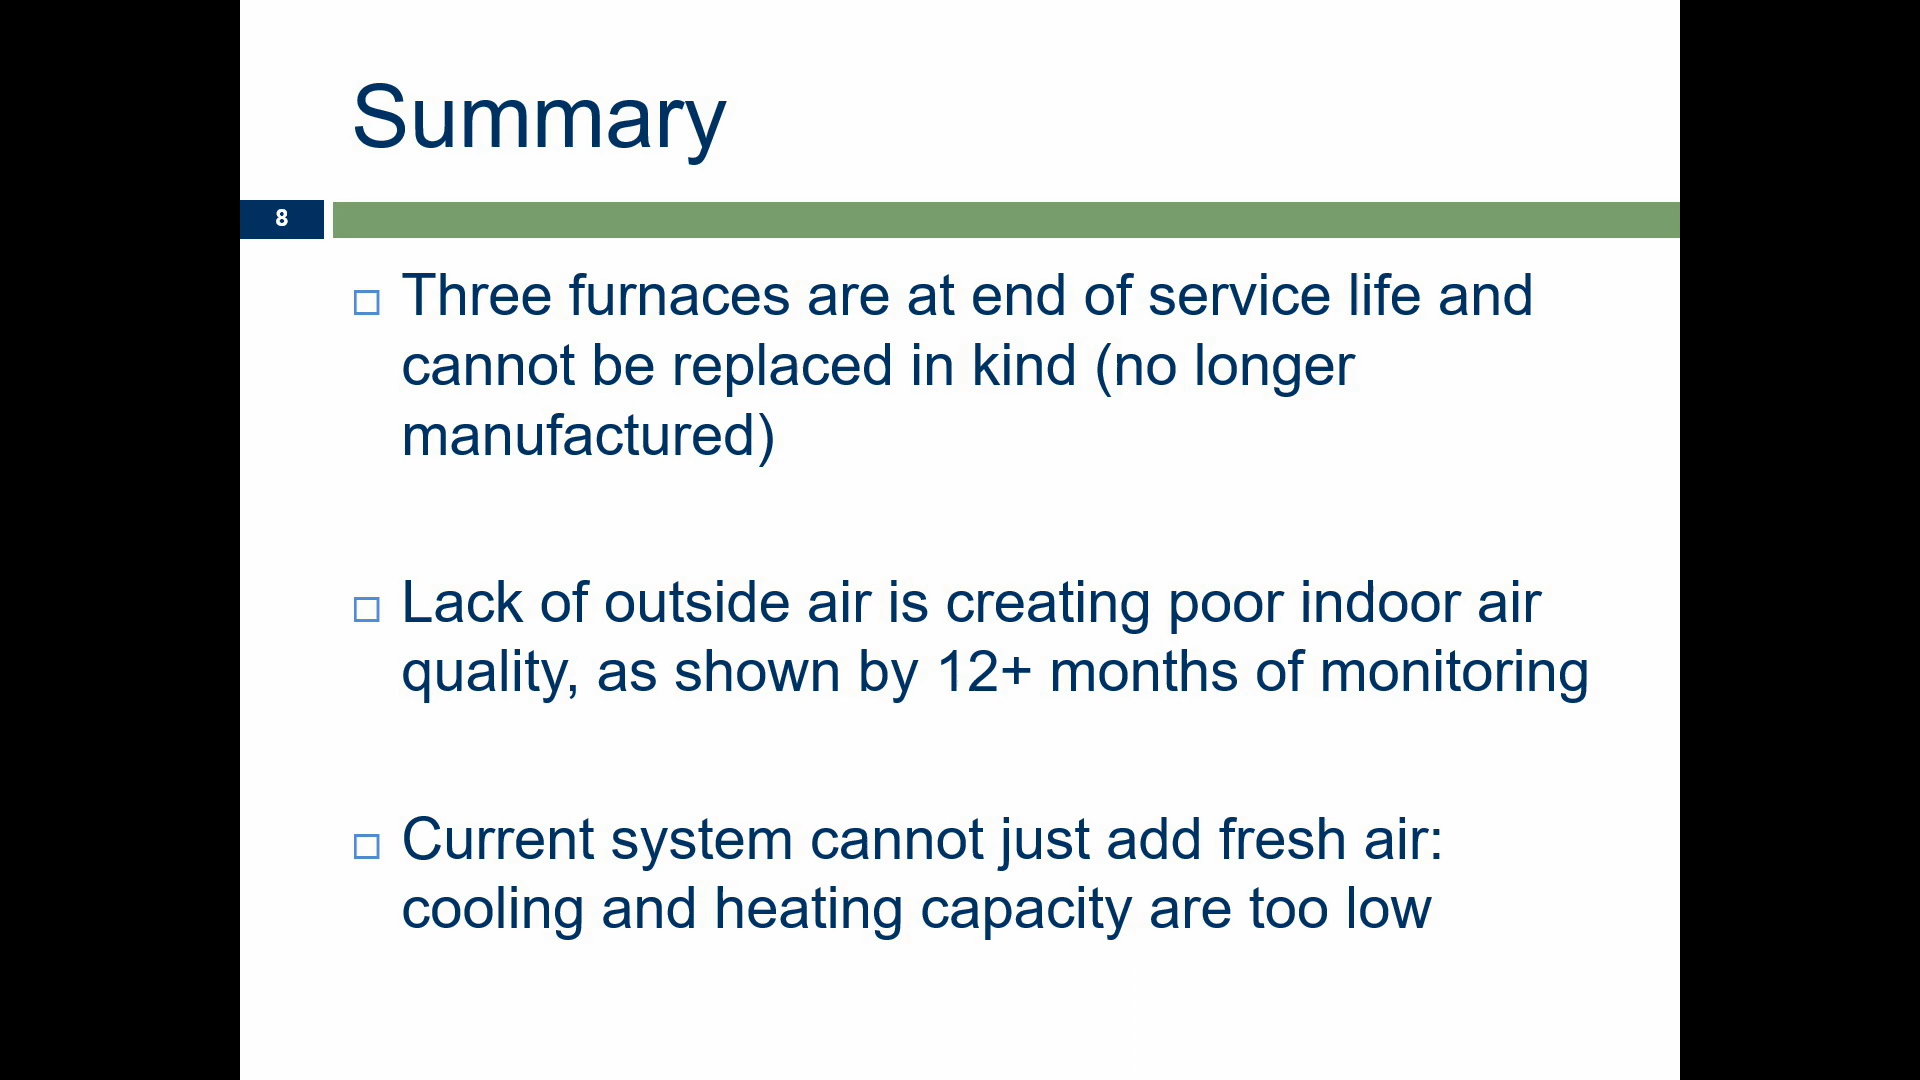 Summary
8
Three furnaces are at end of service life and
cannot be replaced in kind (no longer
manufactured)
Lack of outside air is creating poor indoor air
quality, as shown by 12+ months of monitoring
Current system cannot just add fresh air:
cooling and heating capacity are too low